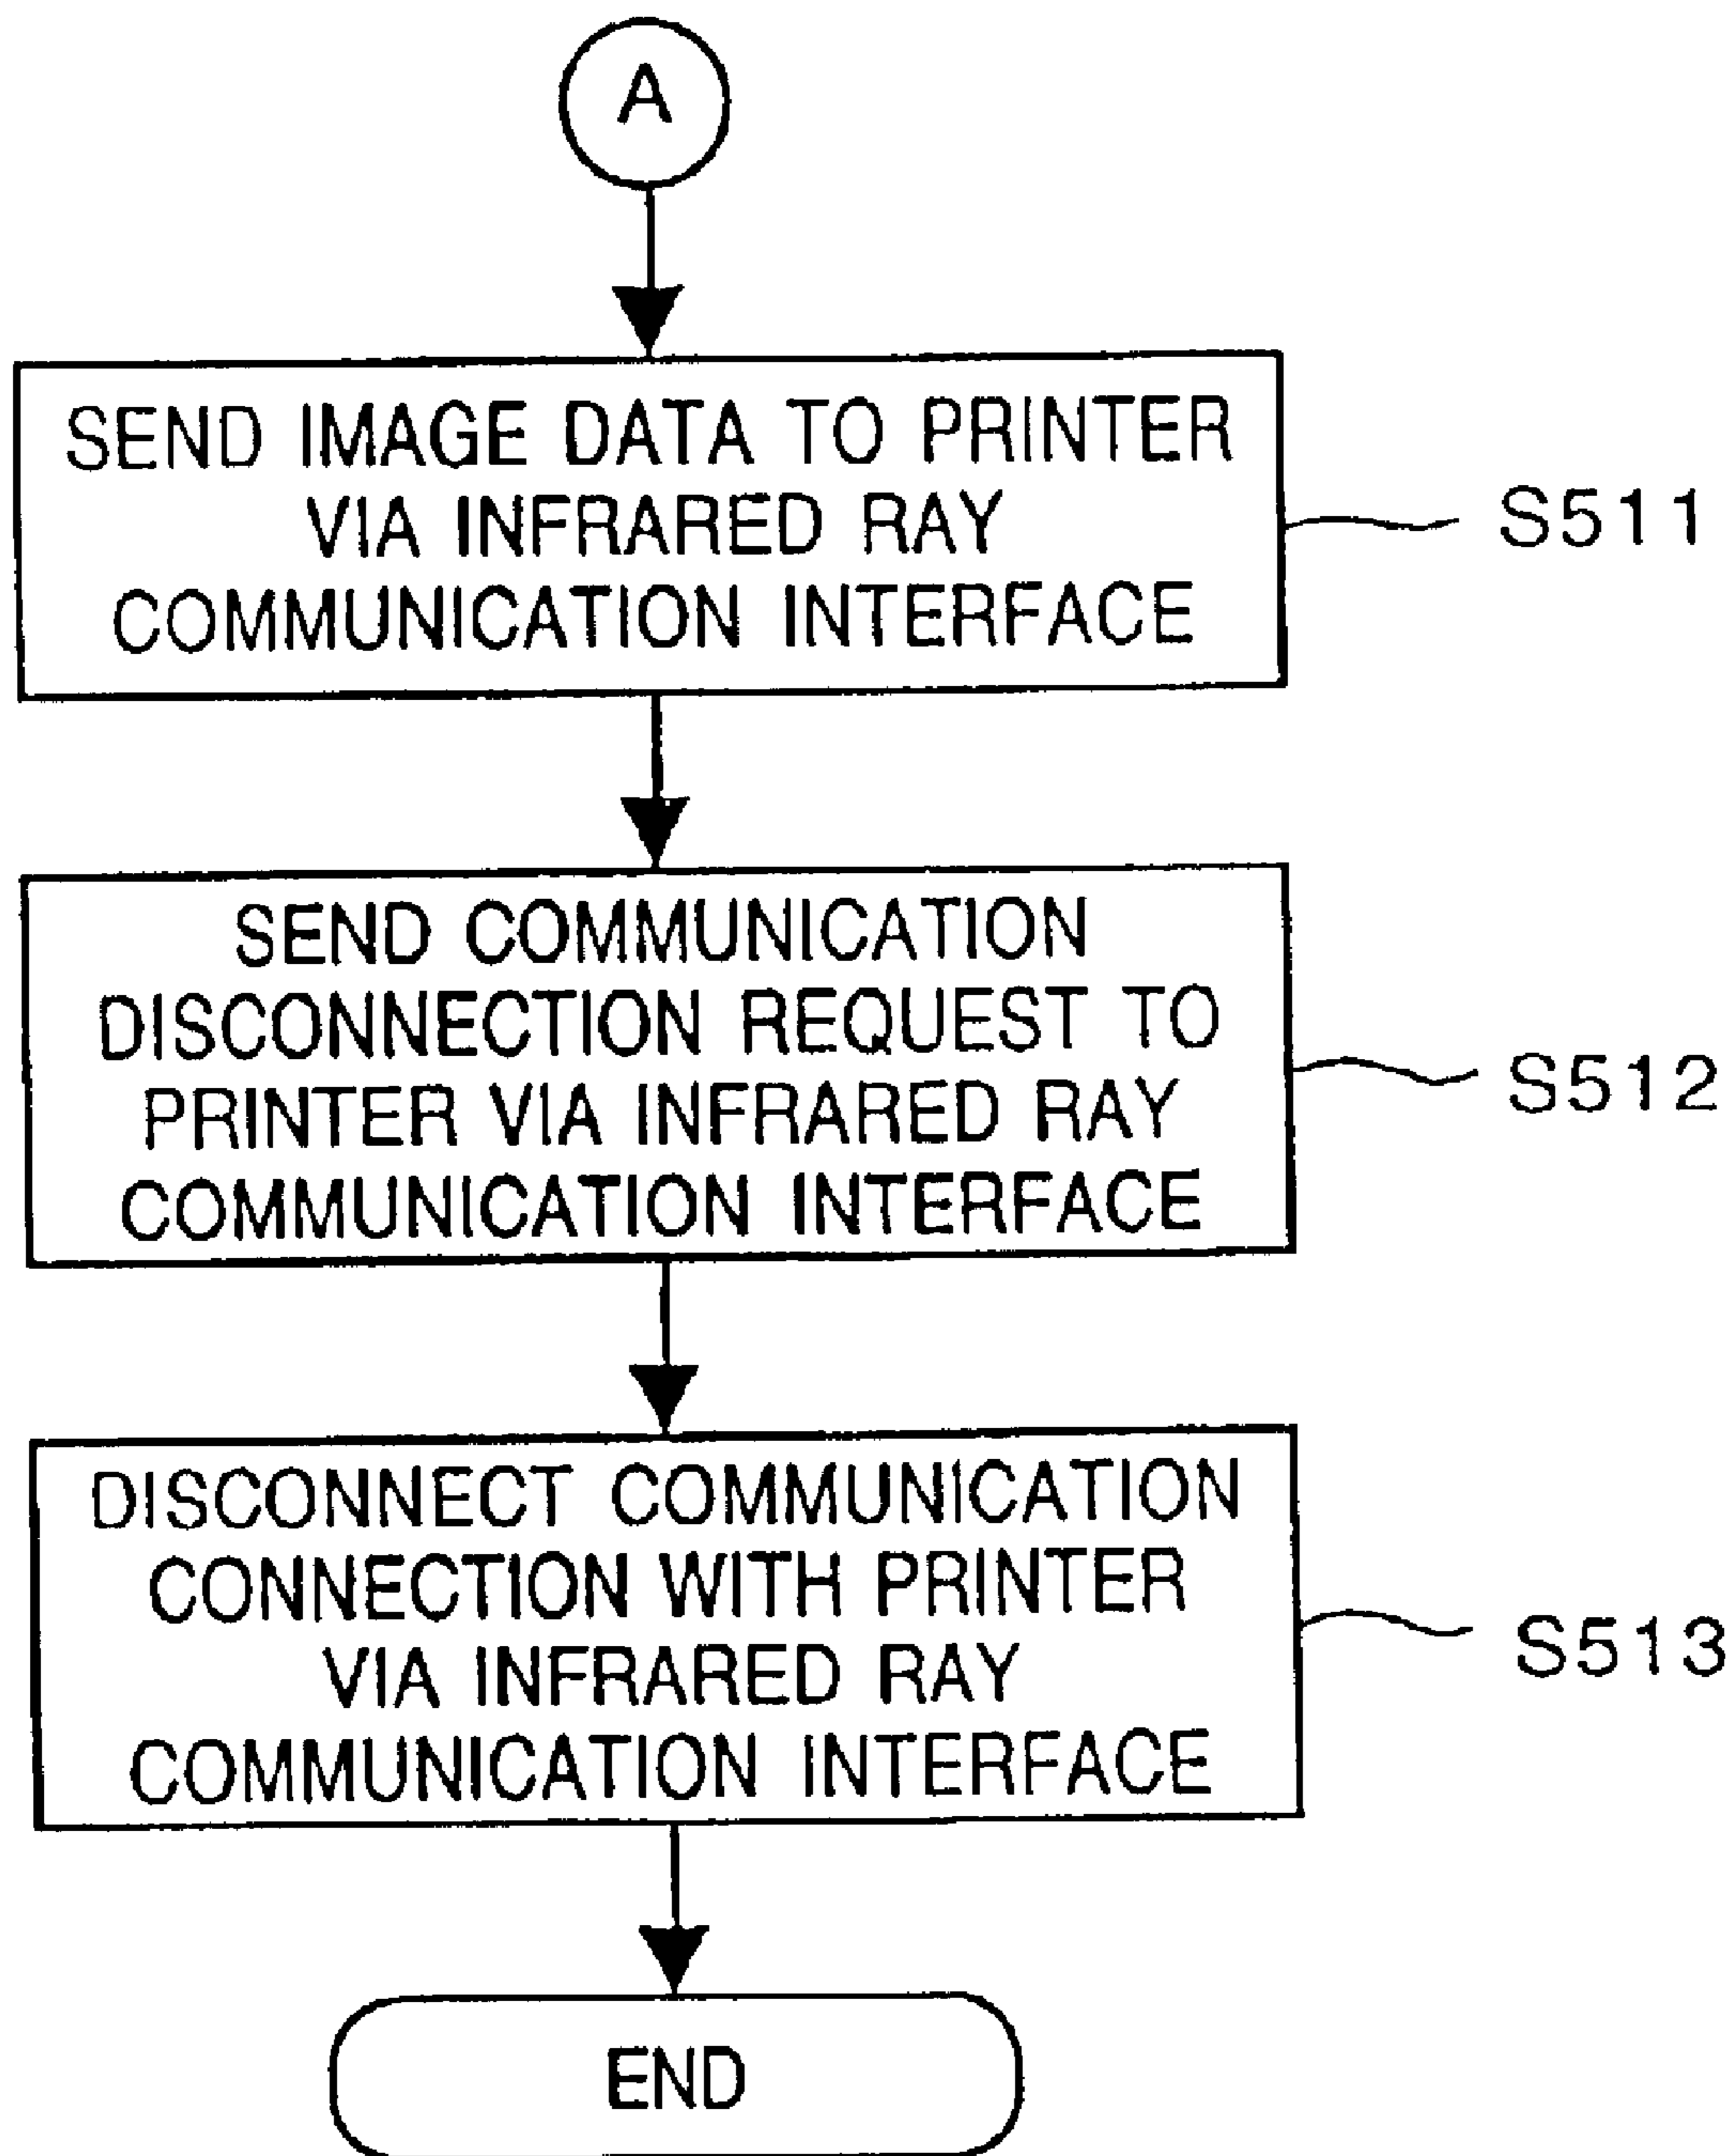 A
SEND IMAGE DATA TO PRINTER
VIA INFRARED RAY
COMMUNICATION INTERFACE
S511
SEND COMMUNICATION
DISCONNECTION REQUEST TO
PRINTER VIA INFRARED RAY
COMMUNICATION INTERFACE
S512
DISCONNECT COMMUNICATION
CONNECTION WITH PRINTER
VIA INFRARED RAY
COMMUNICATION INTERFACE
S513
END